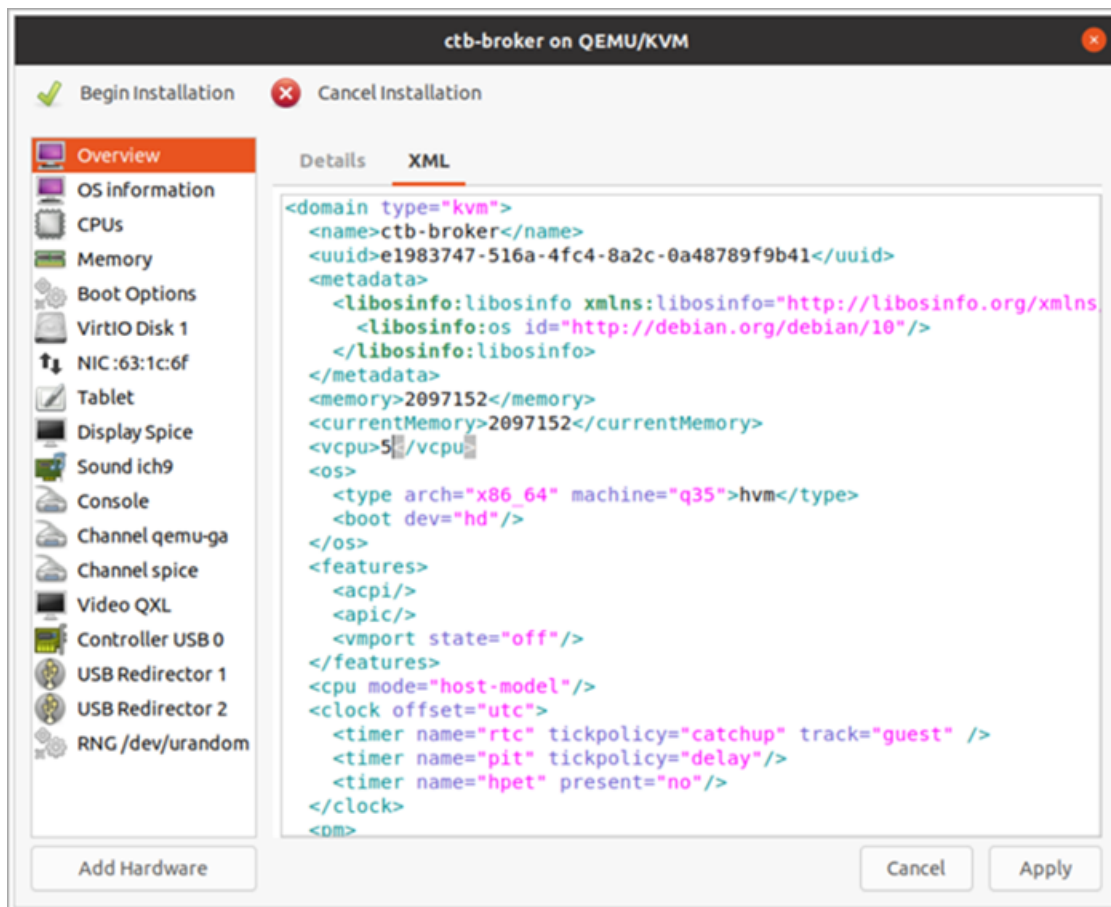 ctb-broker on QEMU/KVM
Begin Installation
Cancel Installation
Overview
OS information
CPUs
Memory
Boot Options
VirtIO Disk 1
NIC :63:1c:6f
Tablet
Display Spice
Sound ich9
Console
Channel qemu-ga
Channel spice
Video QXL
Controller USB 0
USB Redirector 1
USB Redirector 2
RNG /dev/urandom
Add Hardware
Details
XML
<domain type="kvm">
  <name>ctb-broker</name>
  <uuid>e1983747-516a-4fc4-8a2c-0a48789f9b41</uuid>
  <metadata>
    <libosinfo:libosinfo xmlns:libosinfo="http://libosinfo.org/xmlns,
      <libosinfo:os id="http://debian.org/debian/10"/>
    </libosinfo:libosinfo>
  </metadata>
  <memory>2097152</memory>
  <currentMemory>2097152</currentMemory>
  <vcpu>5</vcpu>
  <os>
    <type arch="x86_64" machine="q35">hvm</type>
    <boot dev="hd"/>
  </os>
  <features>
    <acpi/>
    <apic/>
    <vmport state="off"/>
  </features>
  <cpu mode="host-model"/>
  <clock offset="utc">
    <timer name="rtc" tickpolicy="catchup" track="guest" />
    <timer name="pit" tickpolicy="delay"/>
    <timer name="hpet" present="no"/>
  </clock>
  <pm>
Cancel
Apply